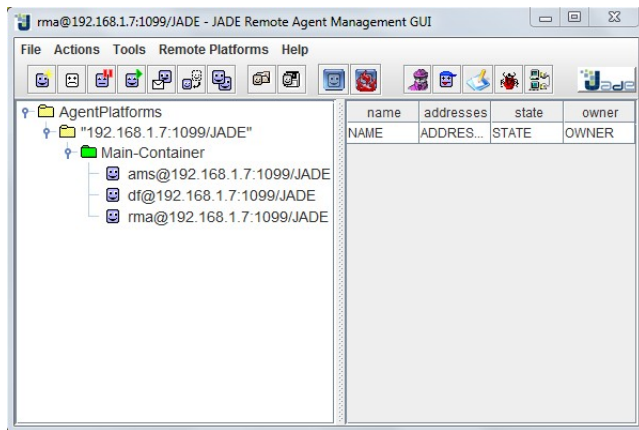 rma@192.168.1.7:1099/JADE - JADE Remote Agent Management GUI
File Actions Tools Remote Platforms Help
Jade
AgentPlatforms
"192.168.1.7:1099/JADE"
Main-Container
ams@192.168.1.7:1099/JADE
df@192.168.1.7:1099/JADE
rma@192.168.1.7:1099/JADE
name addresses state owner
NAME ADDRES... STATE OWNER